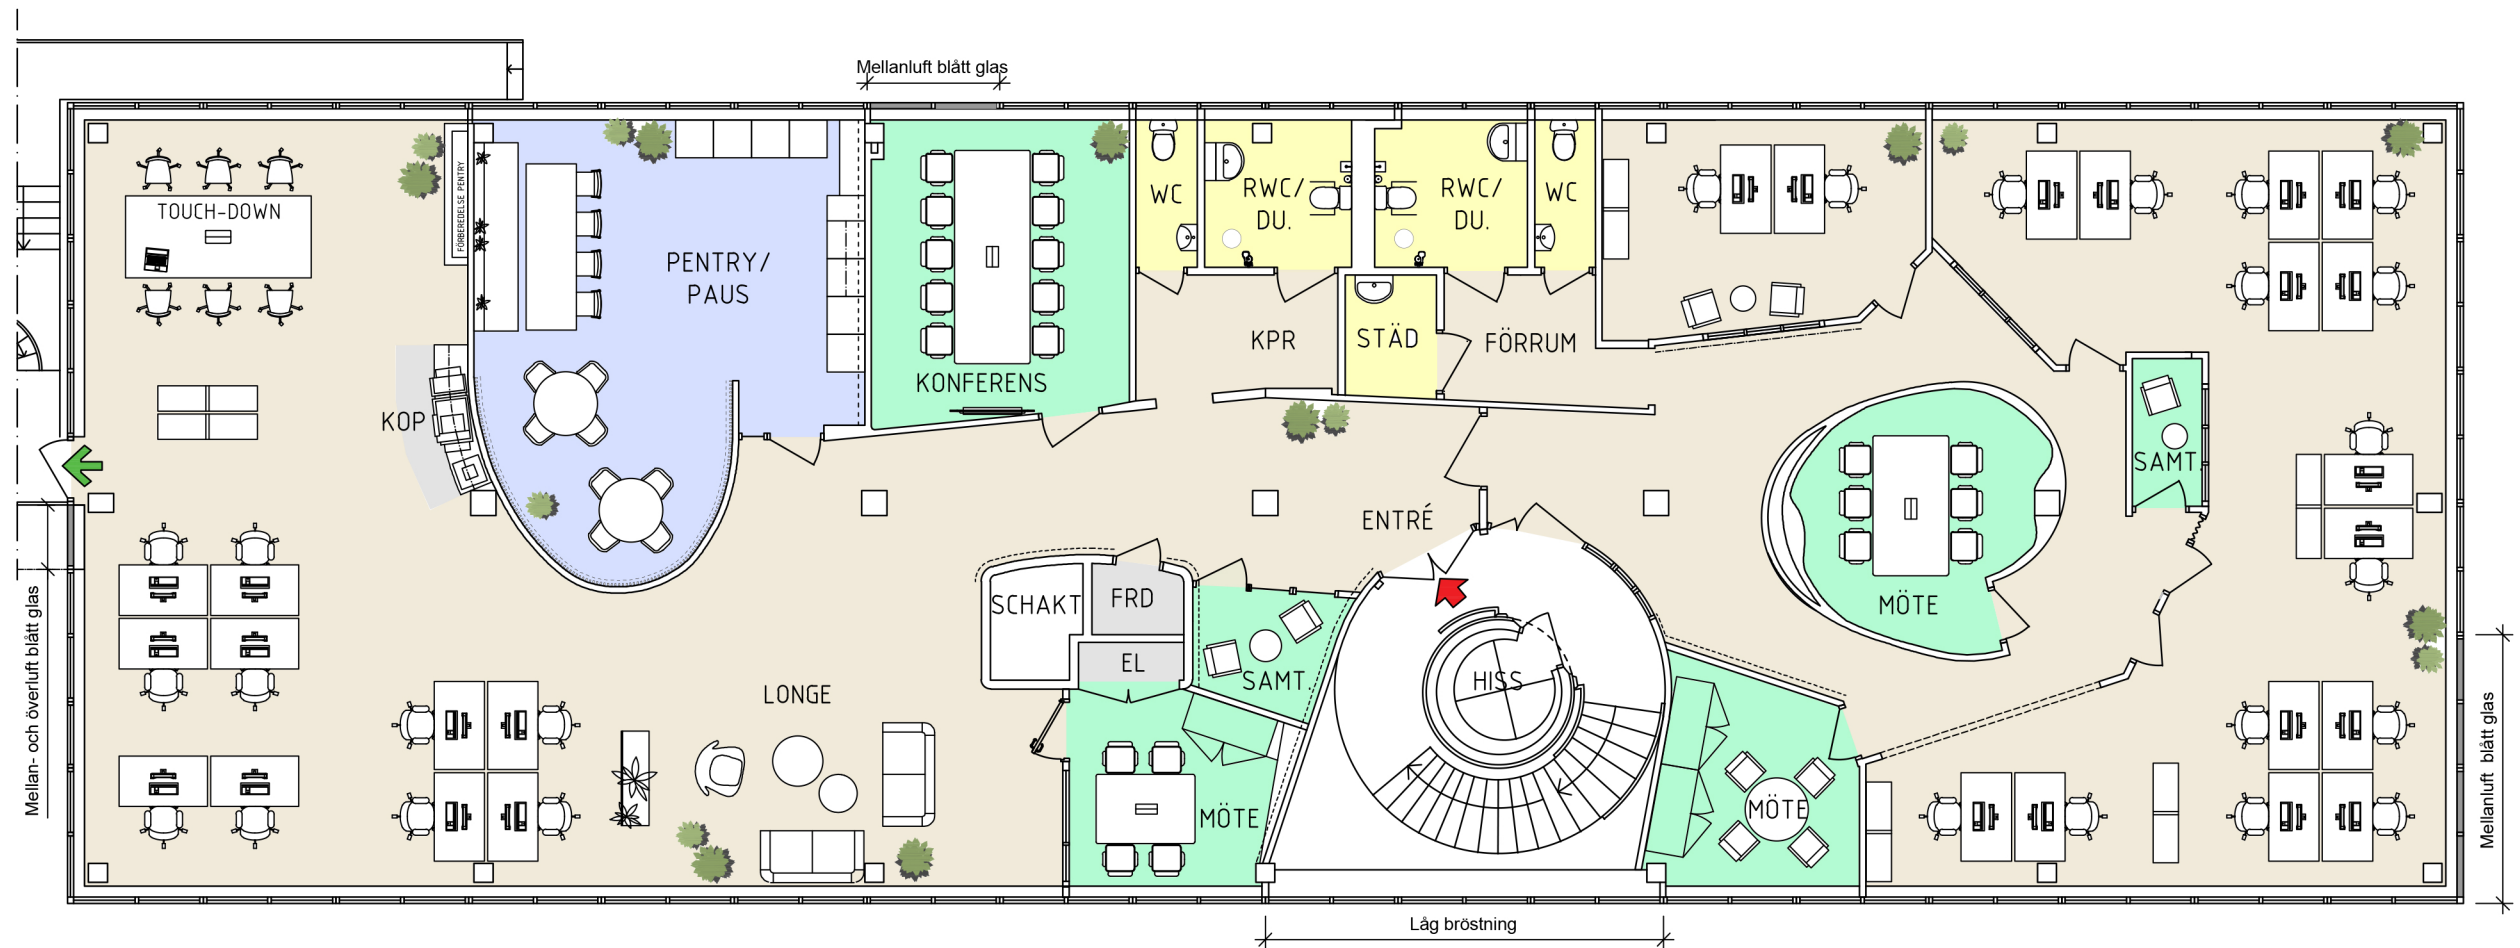 Mellanluft blått glas
TOUCH-DOWN
FÖRBEREDELSE PENTRY
PENTRY/
PAUS
KOP
KONFERENS
WC
RWC/
DU.
RWC/
DU.
WC
KPR
STÄD
FÖRRUM
SAMT.
ENTRÉ
MÖTE
SCHAKT
FRD
EL
SAMT.
HISS
LONGE
MÖTE
MÖTE
Mellan- och överluft blått glas
Mellanluft blått glas
Låg bröstning